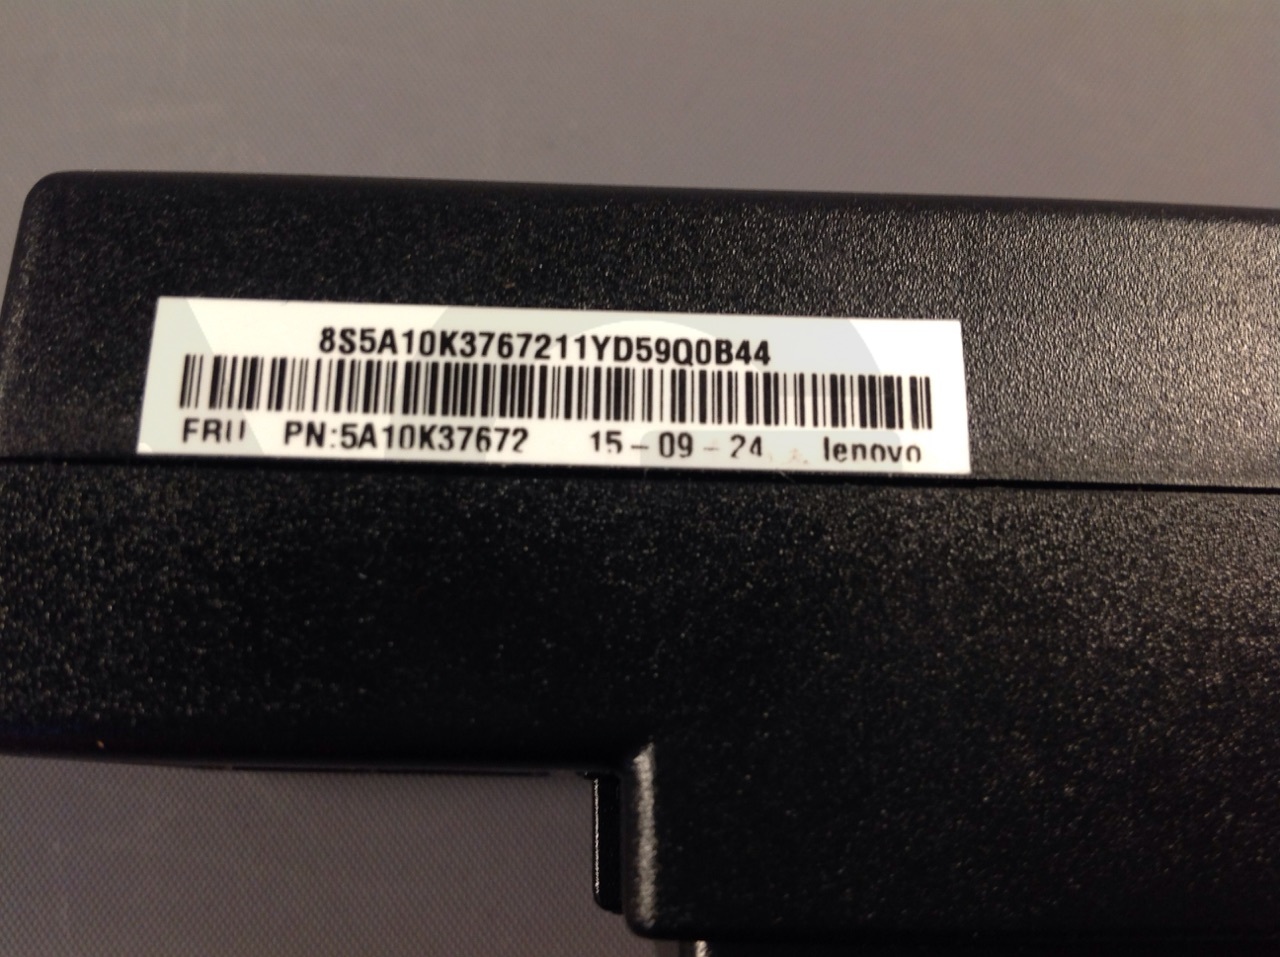 8S5A10K3767211YD59Q0B44
FRU PN:5A10K37672 15-09-24 lenovo